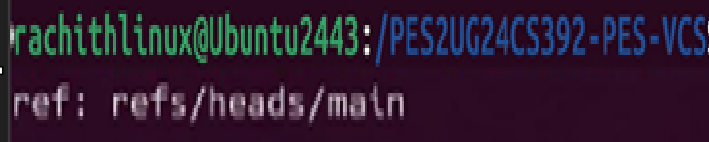 rachithlinux@Ubuntu2443:/PES2UG24CS392-PES-VCS
ref: refs/heads/main